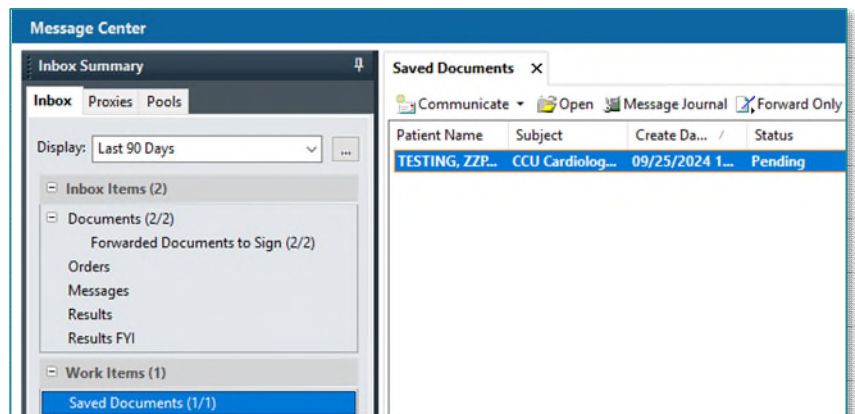 Message Center
Inbox Summary
Inbox Proxies Pools
Display: Last 90 Days ...
Inbox Items (2)
Documents (2/2)
Forwarded Documents to Sign (2/2)
Orders
Messages
Results
Results FYI
Work Items (1)
Saved Documents (1/1)
Saved Documents X
Communicate Open Message Journal Forward Only
Patient Name Subject Create Da... Status
TESTING, ZZP... CCU Cardiolog... 09/25/2024 1... Pending